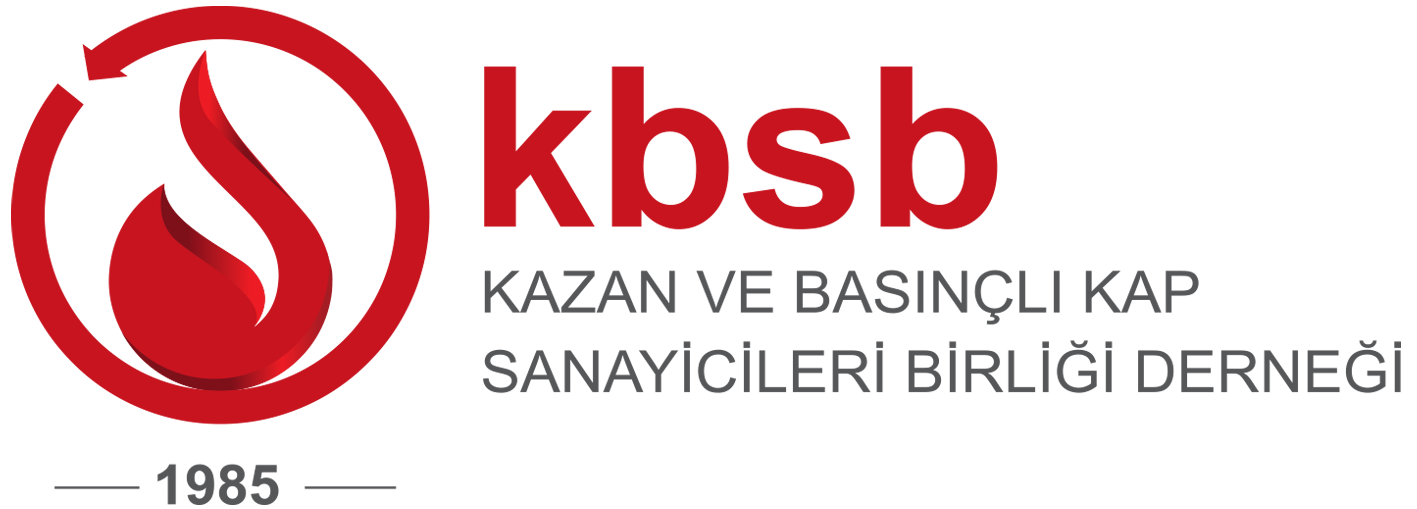 kbsb
KAZAN VE BASINÇLI KAP
SANAYİCİLERİ BİRLİĞİ DERNEĞİ
1985